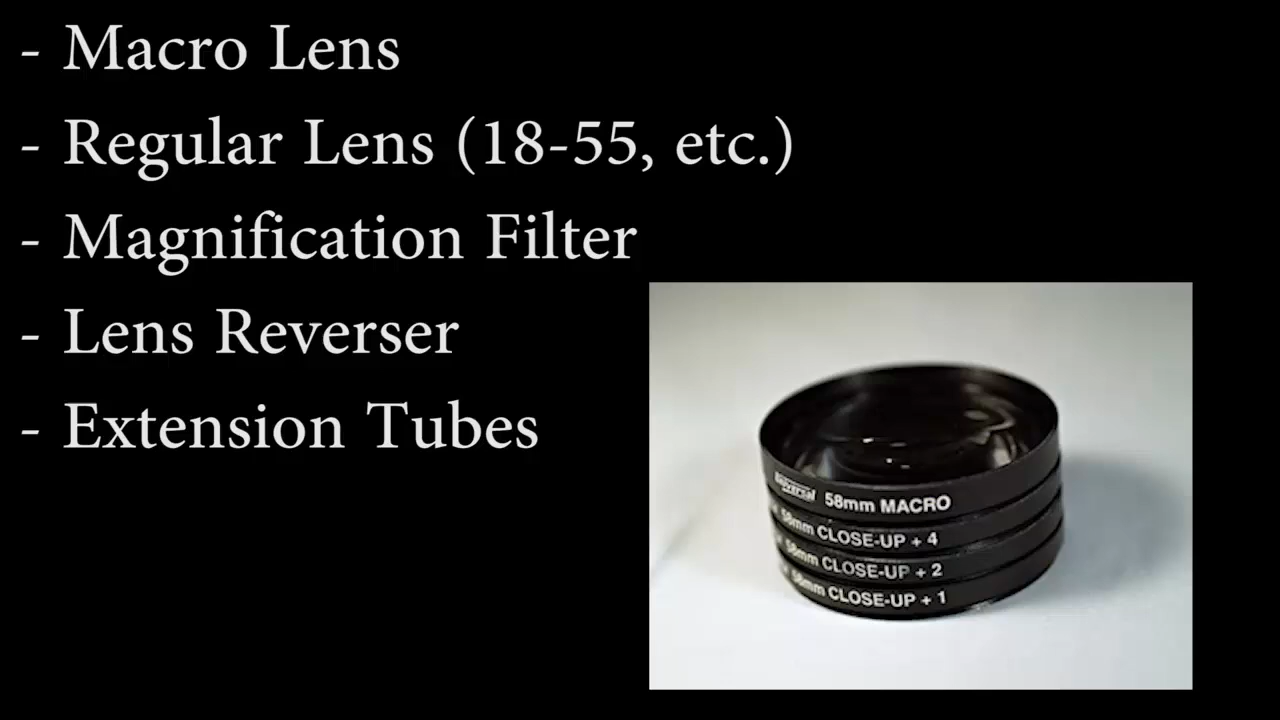 - Macro Lens
- Regular Lens (18-55, etc.)
- Magnification Filter
- Lens Reverser
- Extension Tubes
58mm MACRO
58mm CLOSE-UP + 4
58mm CLOSE-UP + 2
58mm CLOSE-UP + 1